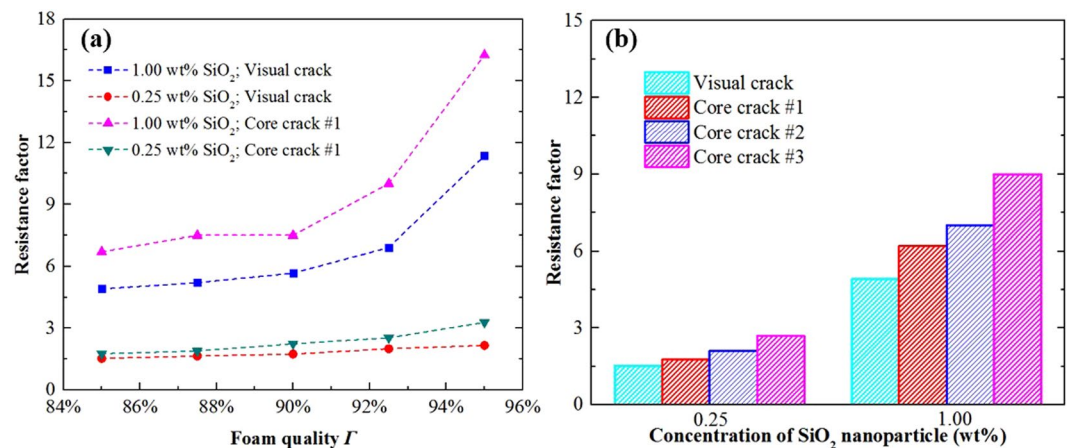 (a)
1.00 wt% SiO₂; Visual crack
0.25 wt% SiO₂; Visual crack
1.00 wt% SiO₂; Core crack #1
0.25 wt% SiO₂; Core crack #1
Resistance factor
18
15
12
9
6
3
0
84%
86%
88%
90%
92%
94%
96%
Foam quality Γ
(b)
Visual crack
Core crack #1
Core crack #2
Core crack #3
Resistance factor
15
12
9
6
3
0
0.25
1.00
Concentration of SiO₂ nanoparticle (wt%)